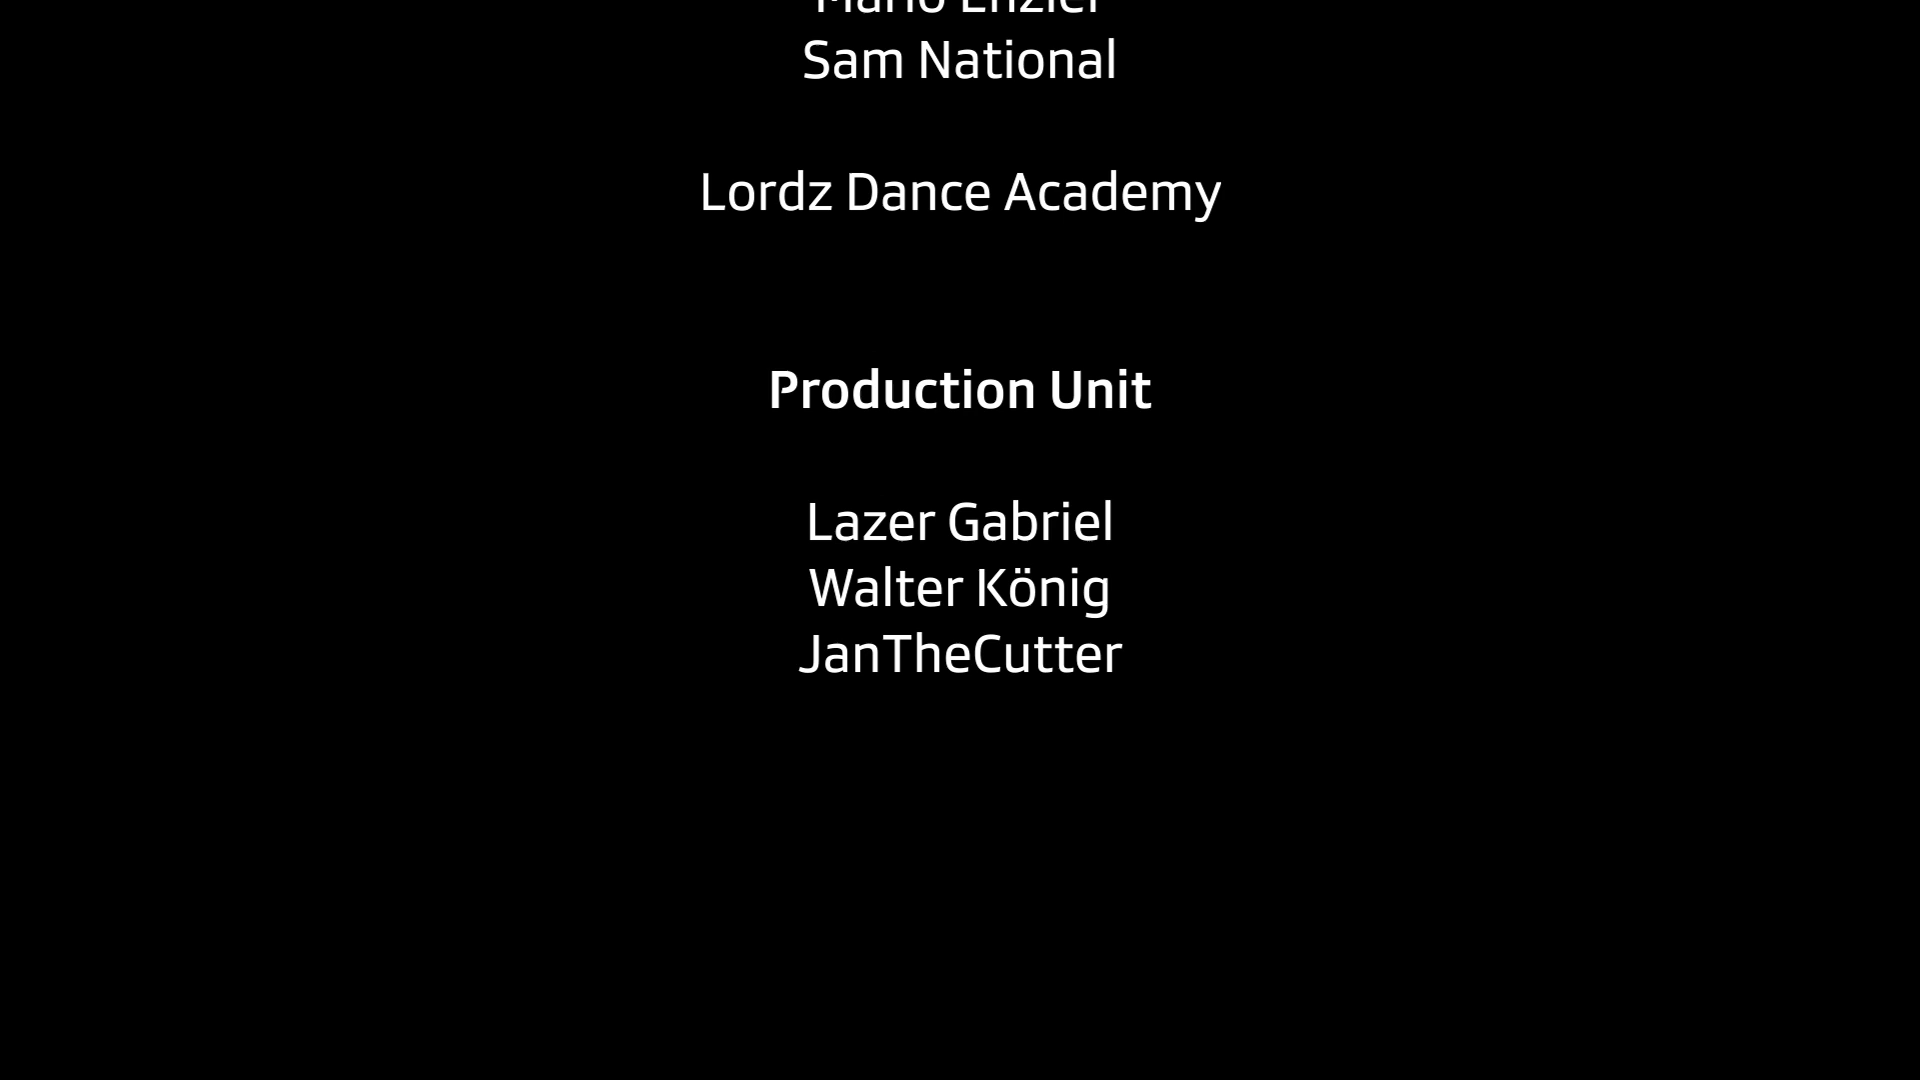 Sam National
Lordz Dance Academy
Production Unit
Lazer Gabriel
Walter König
JanTheCutter